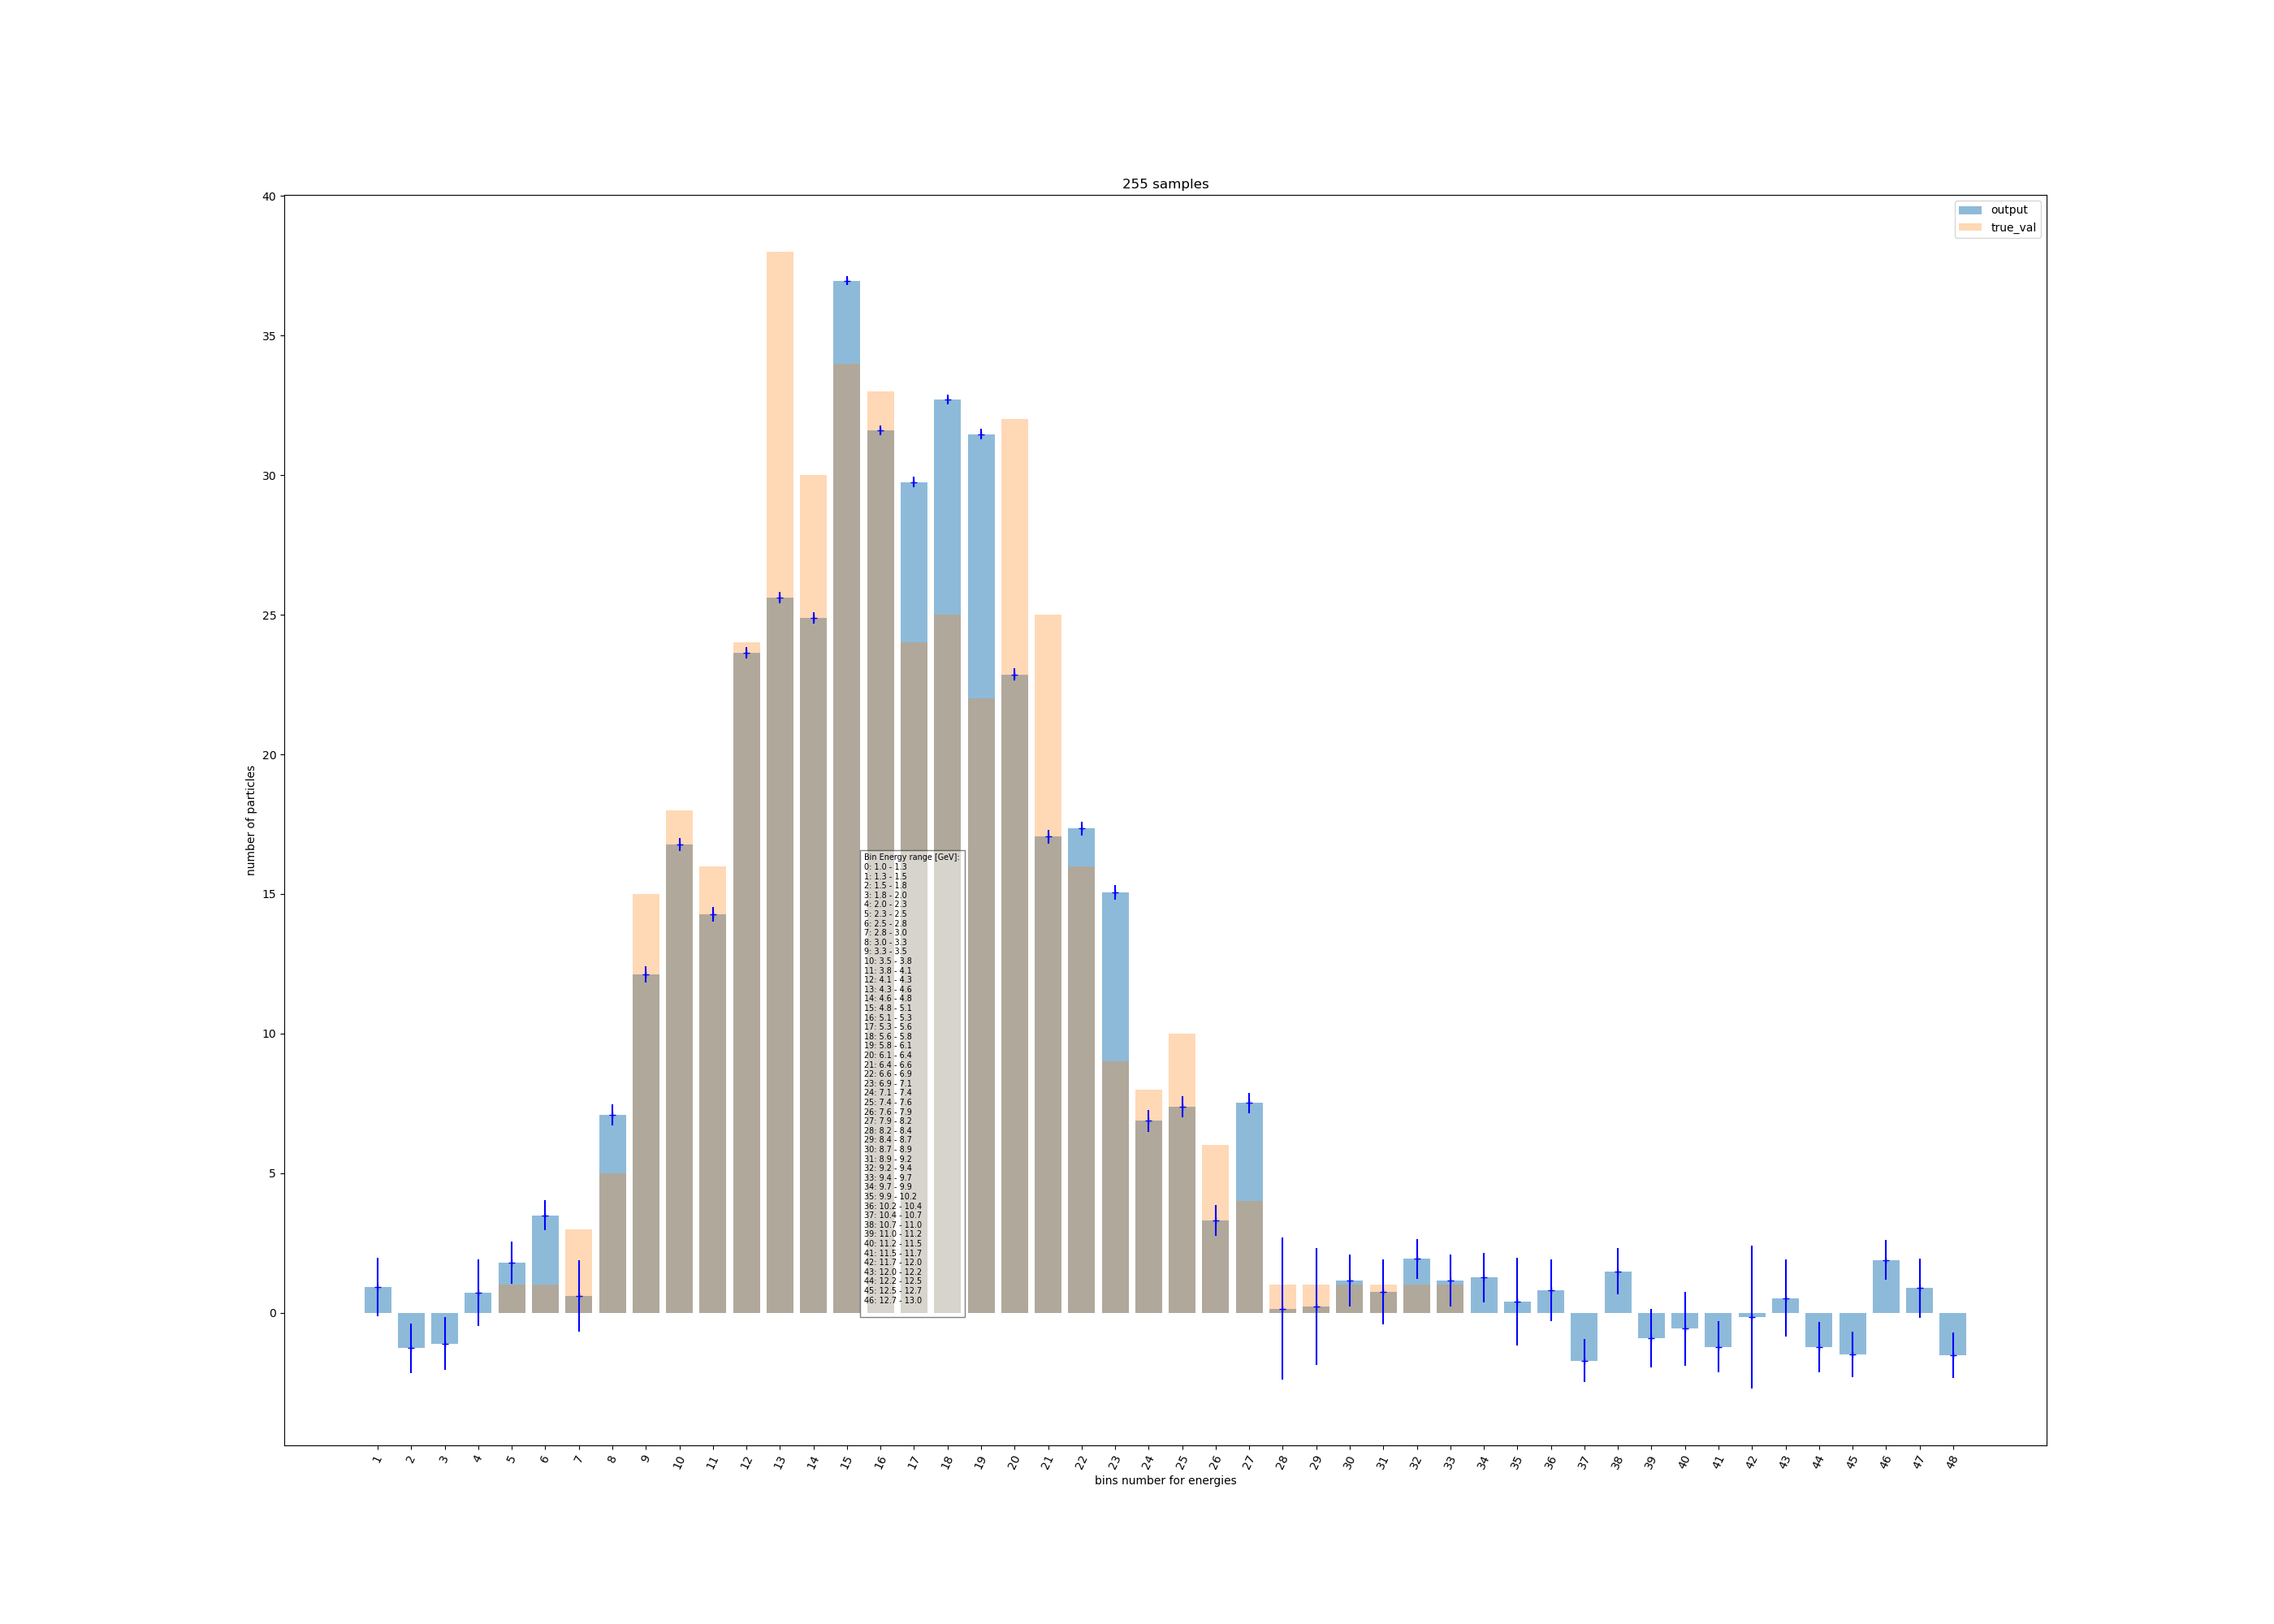 255 samples
output
true_val
40
35
30
25
20
15
10
5
0
number of particles
Bin Energy range [GeV]:
0: 1.0 - 1.3
1: 1.3 - 1.5
2: 1.5 - 1.8
3: 1.8 - 2.0
4: 2.0 - 2.3
5: 2.3 - 2.5
6: 2.5 - 2.8
7: 2.8 - 3.0
8: 3.0 - 3.3
9: 3.3 - 3.5
10: 3.5 - 3.8
11: 3.8 - 4.1
12: 4.1 - 4.3
13: 4.3 - 4.6
14: 4.6 - 4.8
15: 4.8 - 5.1
16: 5.1 - 5.3
17: 5.3 - 5.6
18: 5.6 - 5.8
19: 5.8 - 6.1
20: 6.1 - 6.4
21: 6.4 - 6.6
22: 6.6 - 6.9
23: 6.9 - 7.1
24: 7.1 - 7.4
25: 7.4 - 7.6
26: 7.6 - 7.9
27: 7.9 - 8.2
28: 8.2 - 8.4
29: 8.4 - 8.7
30: 8.7 - 8.9
31: 8.9 - 9.2
32: 9.2 - 9.4
33: 9.4 - 9.7
34: 9.7 - 9.9
35: 9.9 - 10.2
36: 10.2 - 10.4
37: 10.4 - 10.7
38: 10.7 - 11.0
39: 11.0 - 11.2
40: 11.2 - 11.5
41: 11.5 - 11.7
42: 11.7 - 12.0
43: 12.0 - 12.2
44: 12.2 - 12.5
45: 12.5 - 12.7
46: 12.7 - 13.0
1 2 3 4 5 6 7 8 9 10 11 12 13 14 15 16 17 18 19 20 21 22 23 24 25 26 27 28 29 30 31 32 33 34 35 36 37 38 39 40 41 42 43 44 45 46 47 48
bins number for energies